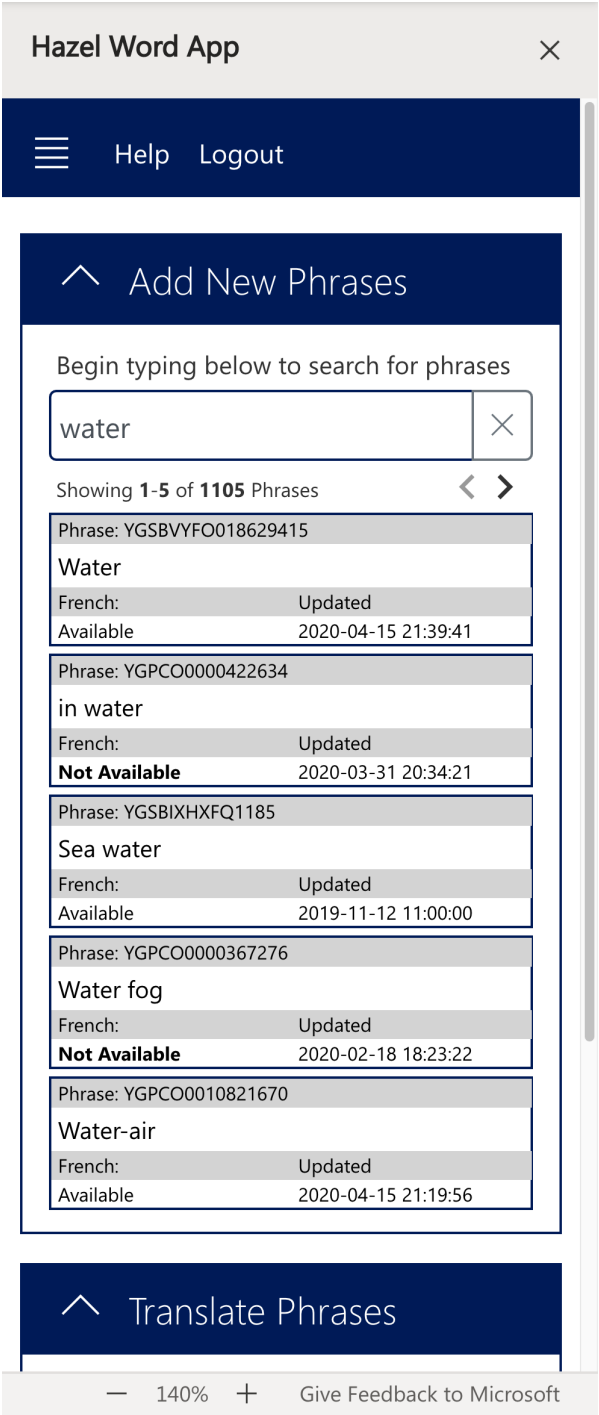 Hazel Word App
Help Logout
Add New Phrases
Begin typing below to search for phrases
water
Showing 1-5 of 1105 Phrases
Phrase: YGSBVYFO018629415
Water
French: Updated
Available 2020-04-15 21:39:41
Phrase: YGPCO0000422634
in water
French: Updated
Not Available 2020-03-31 20:34:21
Phrase: YGSBIXHXFQ1185
Sea water
French: Updated
Available 2019-11-12 11:00:00
Phrase: YGPCO0000367276
Water fog
French: Updated
Not Available 2020-02-18 18:23:22
Phrase: YGPCO0010821670
Water-air
French: Updated
Available 2020-04-15 21:19:56
Translate Phrases
140% Give Feedback to Microsoft